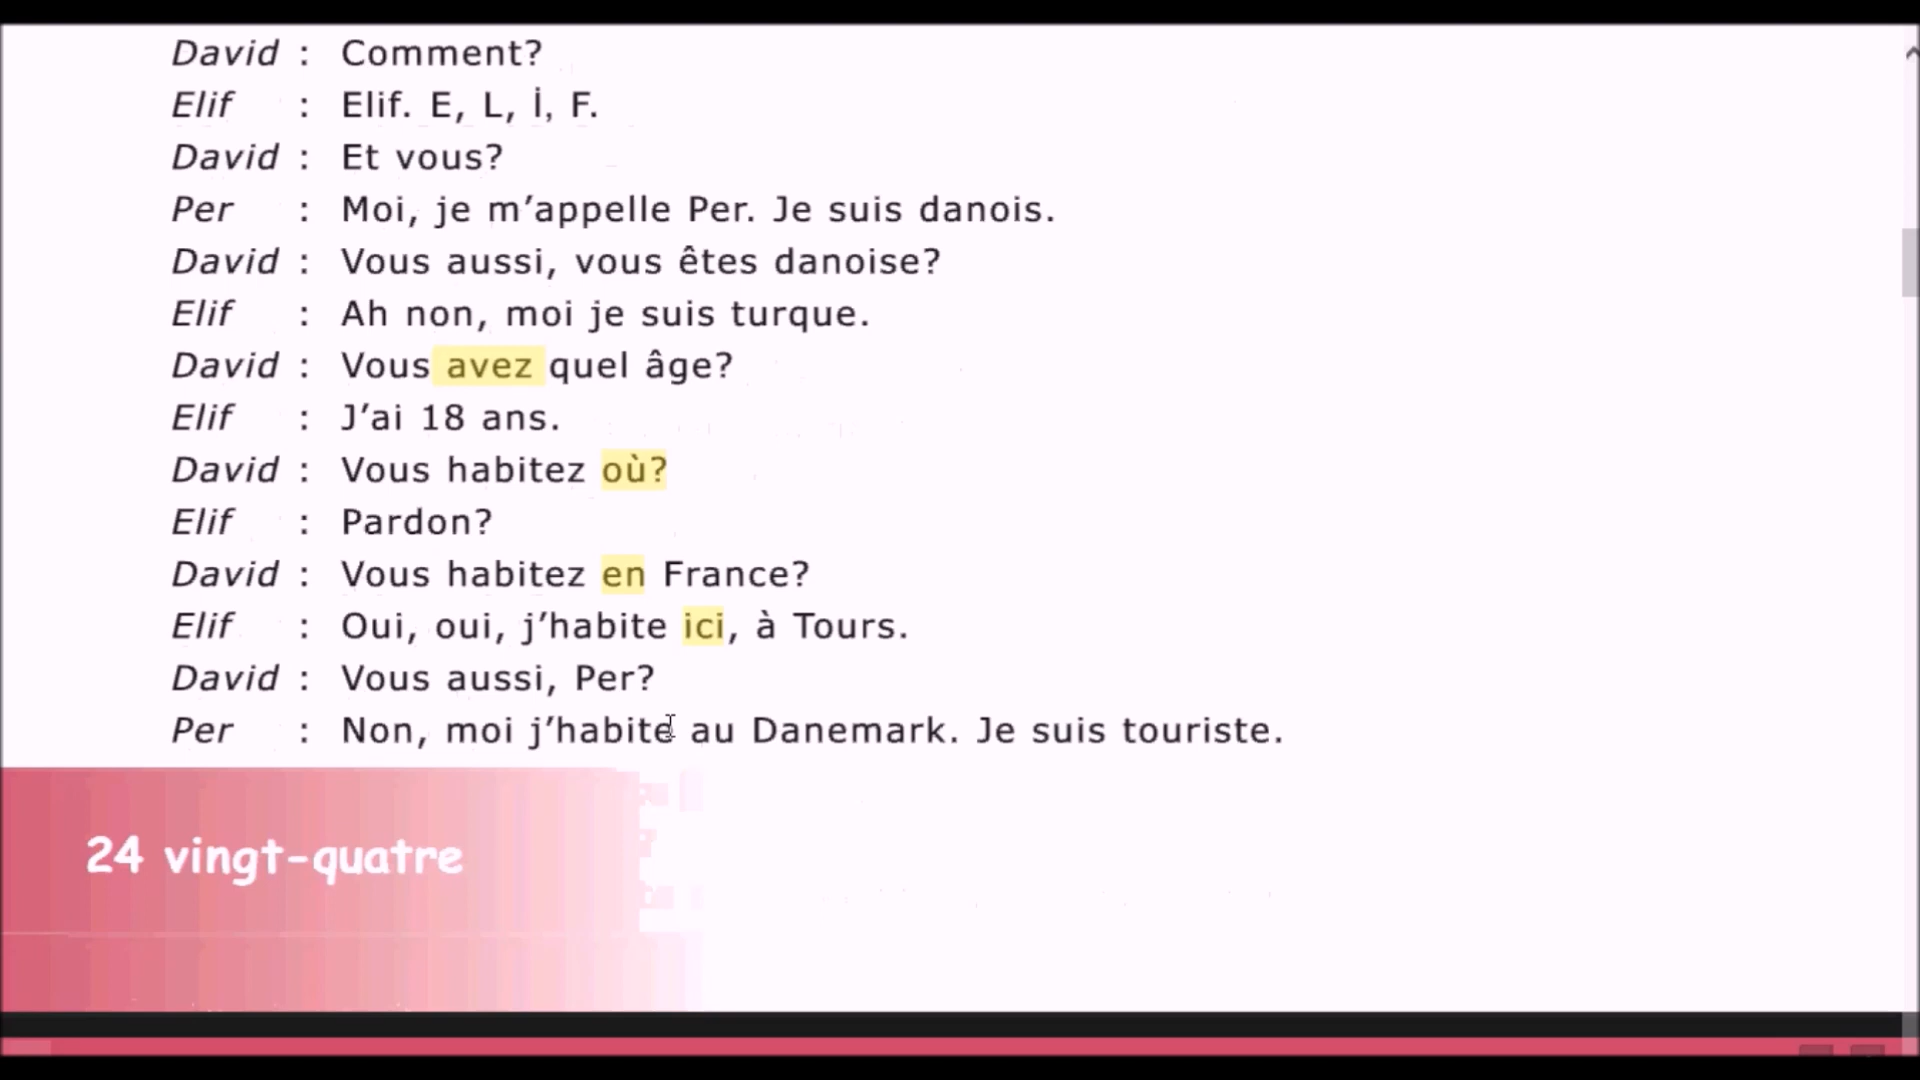 David : Comment?
Elif : Elif. E, L, İ, F.
David : Et vous?
Per : Moi, je m’appelle Per. Je suis danois.
David : Vous aussi, vous êtes danoise?
Elif : Ah non, moi je suis turque.
David : Vous avez quel âge?
Elif : J’ai 18 ans.
David : Vous habitez où?
Elif : Pardon?
David : Vous habitez en France?
Elif : Oui, oui, j’habite ici, à Tours.
David : Vous aussi, Per?
Per : Non, moi j’habite au Danemark. Je suis touriste.
24 vingt-quatre